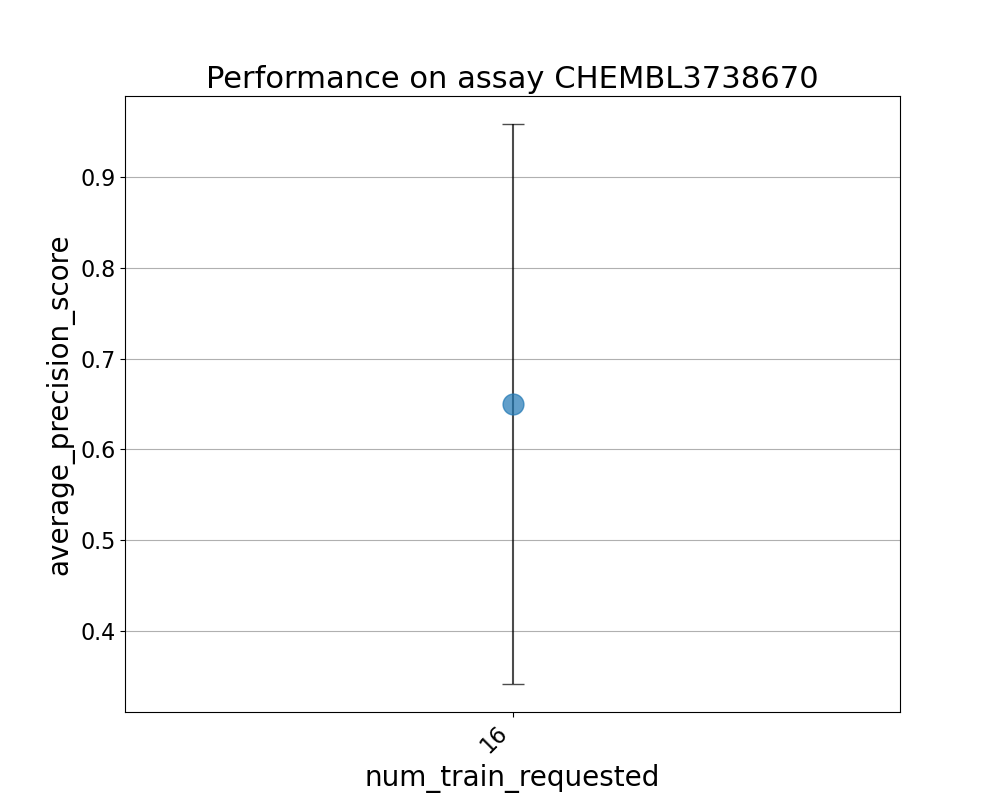 Performance on assay CHEMBL3738670
average_precision_score
0.9
0.8
0.7
0.6
0.5
0.4
16
num_train_requested